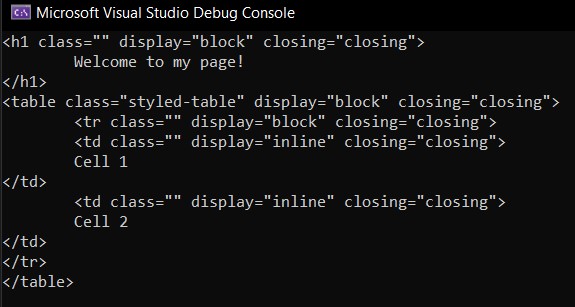 Microsoft Visual Studio Debug Console
<h1 class="" display="block" closing="closing">
        Welcome to my page!
</h1>
<table class="styled-table" display="block" closing="closing">
        <tr class="" display="block" closing="closing">
        <td class="" display="inline" closing="closing">
        Cell 1
</td>
        <td class="" display="inline" closing="closing">
        Cell 2
</td>
</tr>
</table>